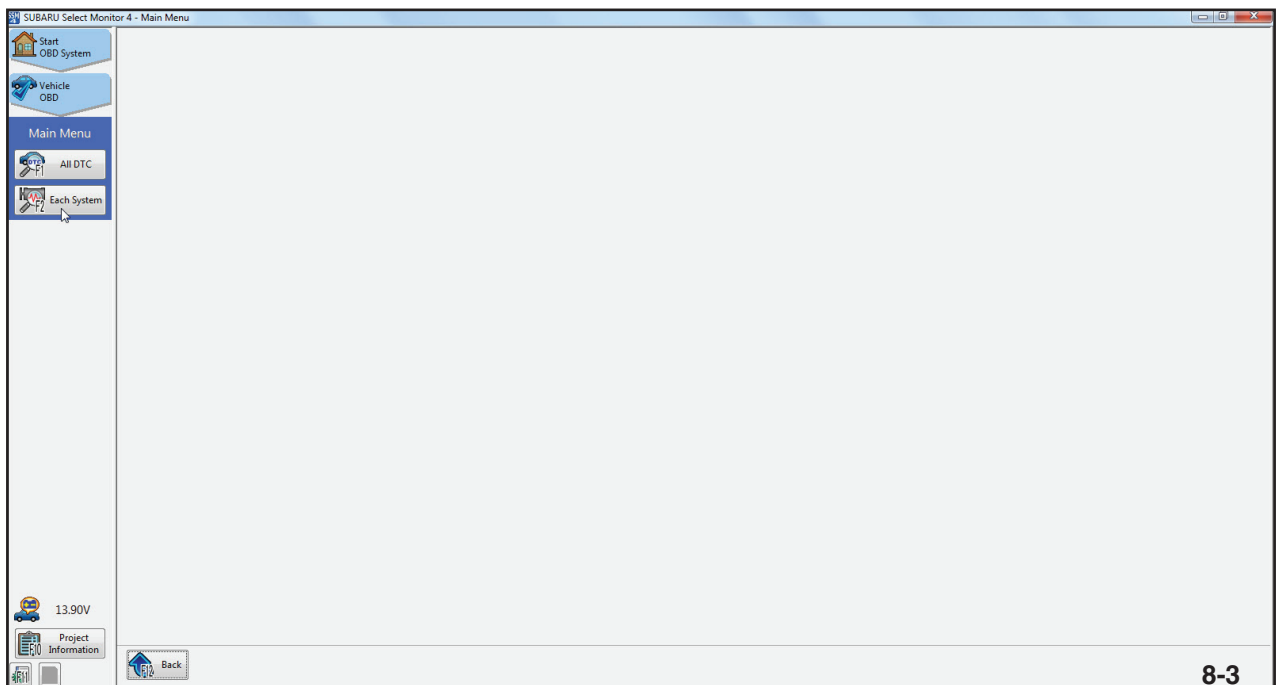 SUBARU Select Monitor 4 - Main Menu
Start
OBD System
Vehicle
OBD
Main Menu
DTC
F1
All DTC
F2
Each System
13.90V
F10
Project
Information
F11
F12
Back
8-3